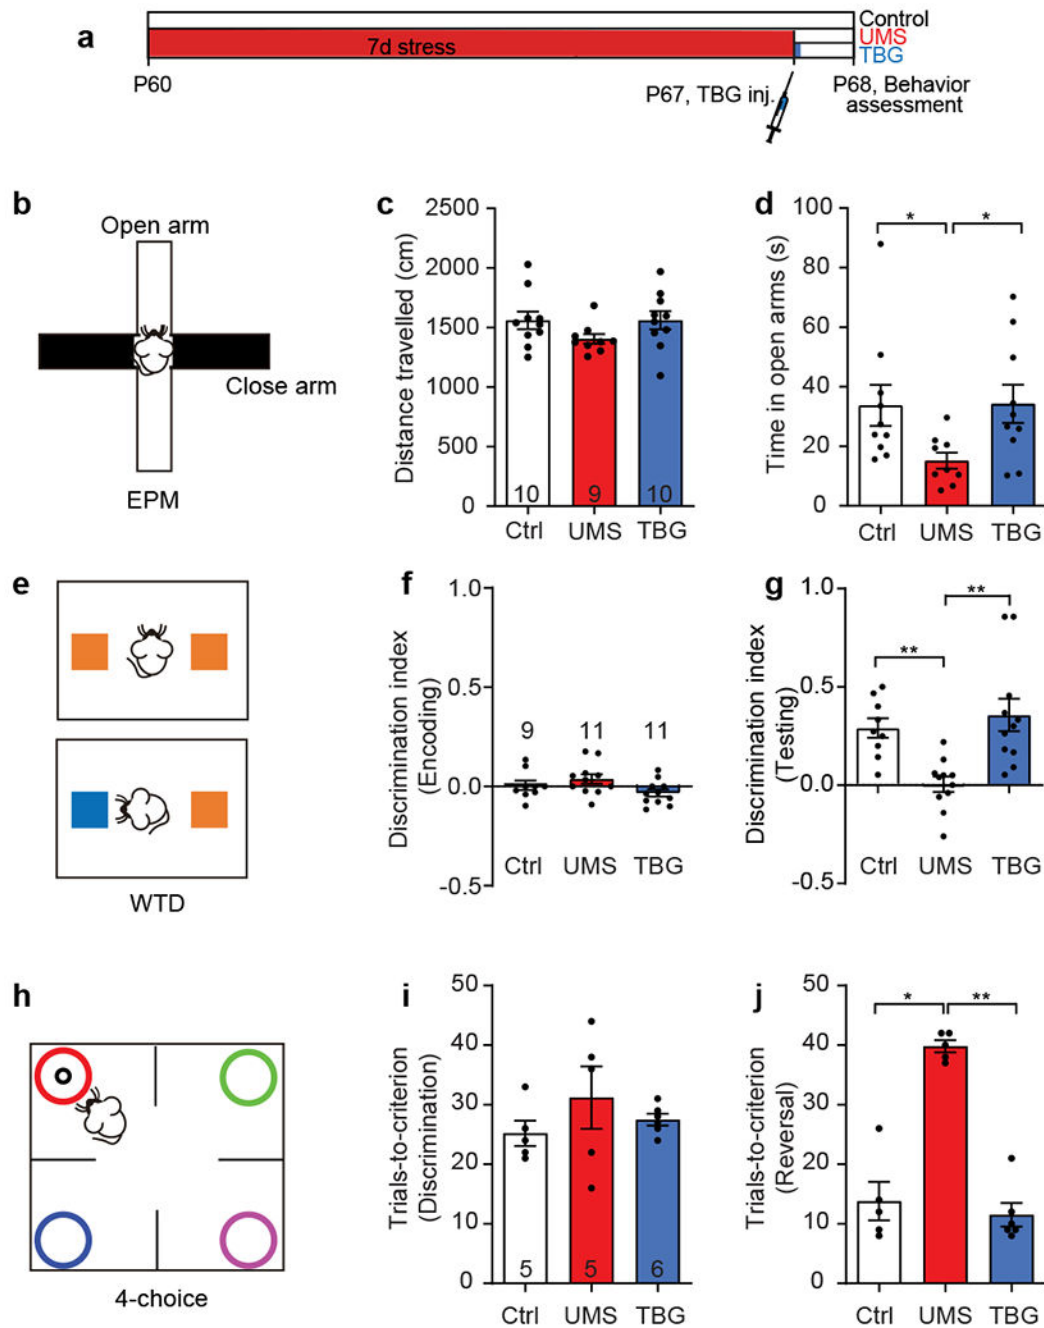 a
Control
UMS
TBG
7d stress
P60
P67, TBG inj.
P68, Behavior
assessment
b
Open arm
Close arm
EPM
c
Distance travelled (cm)
2500
2000
1500
1000
500
0
10
9
10
Ctrl
UMS
TBG
d
Time in open arms (s)
100
80
60
40
20
0
*
*
Ctrl
UMS
TBG
e
WTD
f
Discrimination index
(Encoding)
1.0
0.5
0.0
-0.5
9
11
11
Ctrl
UMS
TBG
g
Discrimination index
(Testing)
1.0
0.5
0.0
-0.5
**
**
Ctrl
UMS
TBG
h
4-choice
i
Trials-to-criterion
(Discrimination)
50
40
30
20
10
0
5
5
6
Ctrl
UMS
TBG
j
Trials-to-criterion
(Reversal)
50
40
30
20
10
0
*
**
Ctrl
UMS
TBG